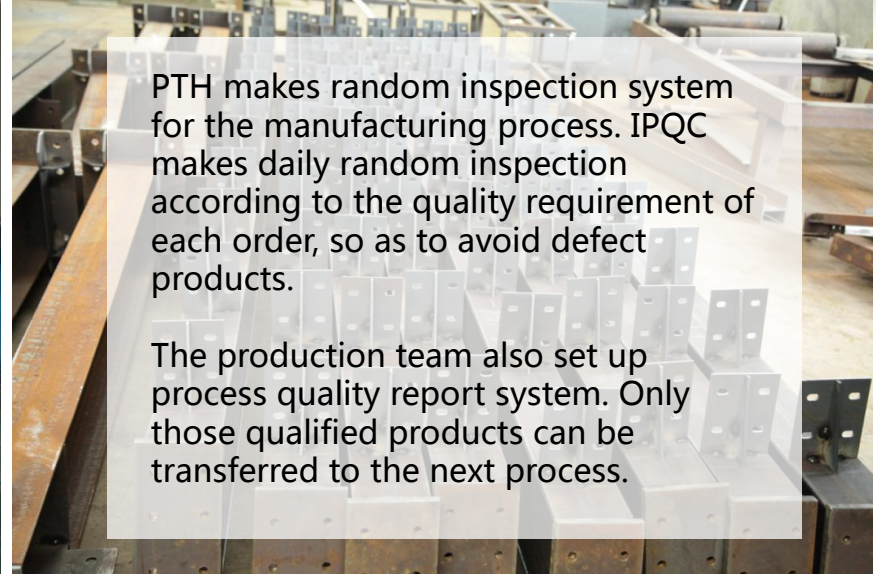 PTH makes random inspection system
for the manufacturing process. IPQC
makes daily random inspection
according to the quality requirement of
each order, so as to avoid defect
products.
The production team also set up
process quality report system. Only
those qualified products can be
transferred to the next process.